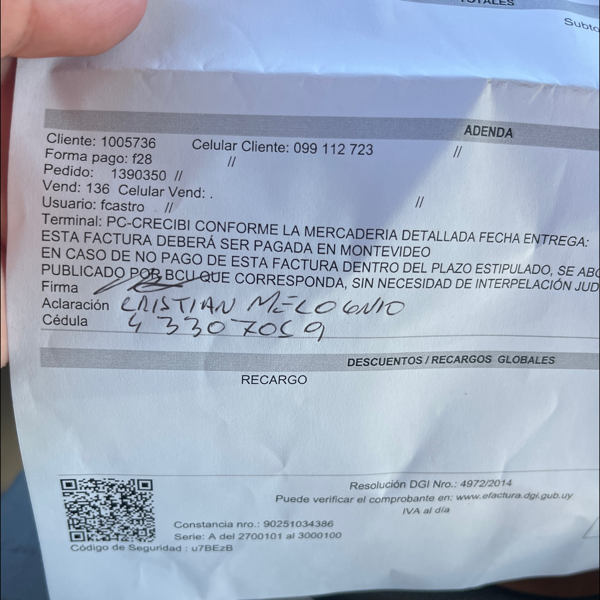 TOTALES
Subto
ADENDA
Cliente: 1005736 Celular Cliente: 099 112 723 //
Forma pago: f28 //
Pedido: 1390350 //
Vend: 136 Celular Vend: . //
Usuario: fcastro //
Terminal: PC-CRECIBI CONFORME LA MERCADERIA DETALLADA FECHA ENTREGA:
ESTA FACTURA DEBERÁ SER PAGADA EN MONTEVIDEO
EN CASO DE NO PAGO DE ESTA FACTURA DENTRO DEL PLAZO ESTIPULADO, SE ABO
PUBLICADO POR BCU QUE CORRESPONDA, SIN NECESIDAD DE INTERPELACIÓN JUD
Firma
Aclaración CRISTIAN MELOGNIO
Cédula 4 3307059
DESCUENTOS / RECARGOS GLOBALES
RECARGO
Resolución DGI Nro.: 4972/2014
Puede verificar el comprobante en: www.efactura.dgi.gub.uy
IVA al día
Constancia nro.: 90251034386
Serie: A del 2700101 al 3000100
Código de Seguridad : u7BEzB